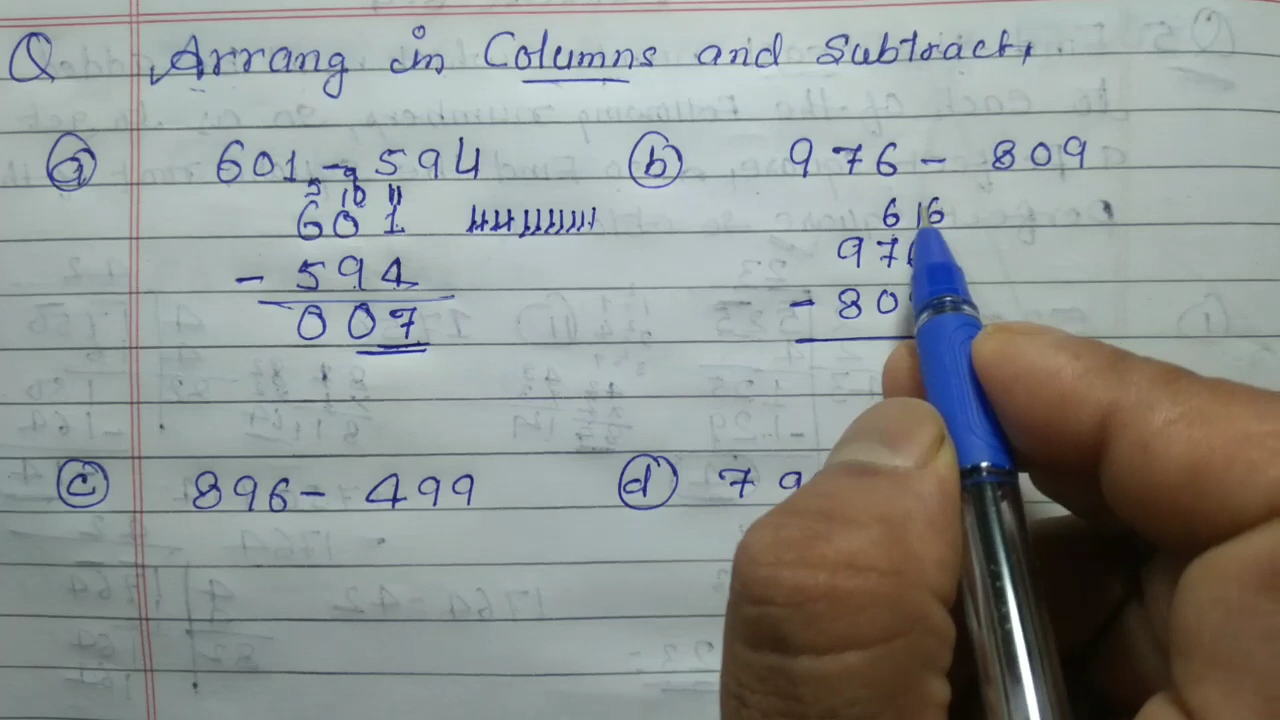 Q Arrang in Columns and Subtract,
(a) 601 - 594
5 9 10 11
601
- 594
007
(b) 976 - 809
6 16
97
- 80
(c) 896 - 499
(d) 79